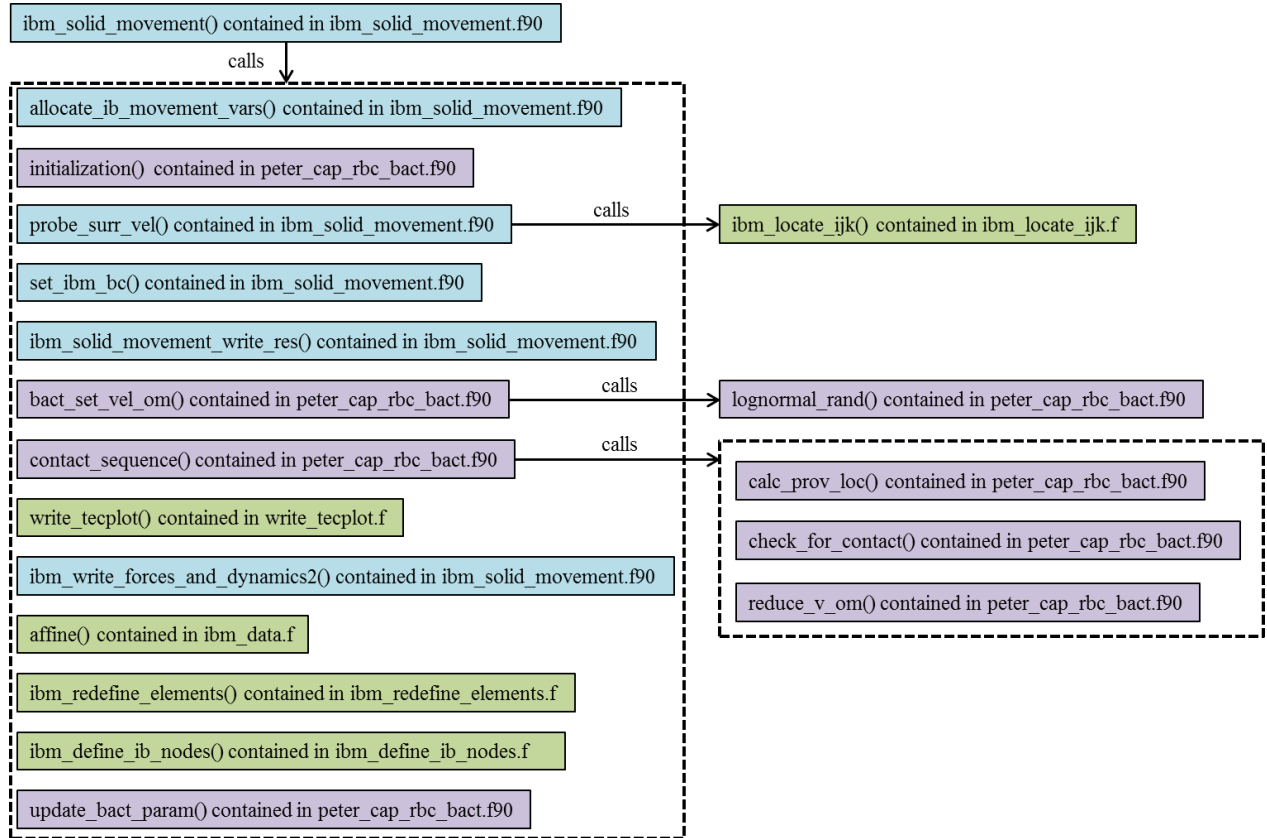 ibm_solid_movement() contained in ibm_solid_movement.f90
calls
allocate_ib_movement_vars() contained in ibm_solid_movement.f90
initialization() contained in peter_cap_rbc_bact.f90
probe_surr_vel() contained in ibm_solid_movement.f90
calls
ibm_locate_ijk() contained in ibm_locate_ijk.f
set_ibm_bc() contained in ibm_solid_movement.f90
ibm_solid_movement_write_res() contained in ibm_solid_movement.f90
bact_set_vel_om() contained in peter_cap_rbc_bact.f90
calls
lognormal_rand() contained in peter_cap_rbc_bact.f90
contact_sequence() contained in peter_cap_rbc_bact.f90
calls
calc_prov_loc() contained in peter_cap_rbc_bact.f90
check_for_contact() contained in peter_cap_rbc_bact.f90
reduce_v_om() contained in peter_cap_rbc_bact.f90
write_tecplot() contained in write_tecplot.f
ibm_write_forces_and_dynamics2() contained in ibm_solid_movement.f90
affine() contained in ibm_data.f
ibm_redefine_elements() contained in ibm_redefine_elements.f
ibm_define_ib_nodes() contained in ibm_define_ib_nodes.f
update_bact_param() contained in peter_cap_rbc_bact.f90